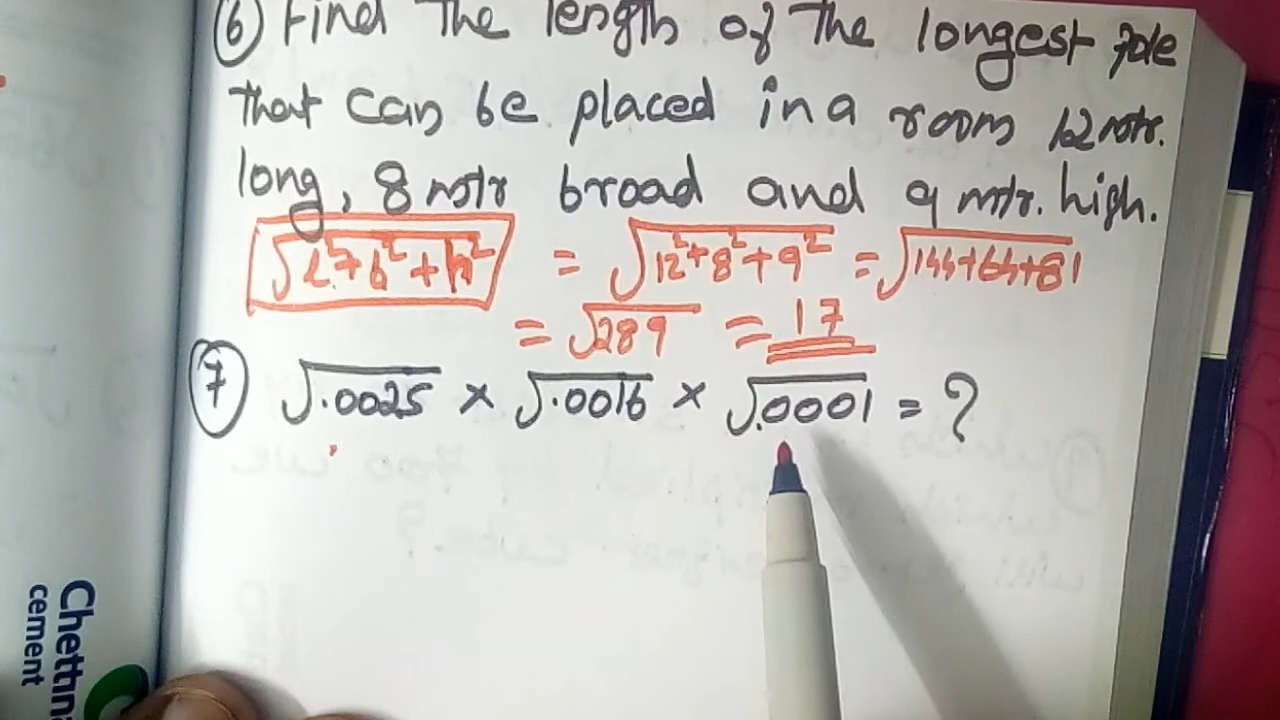 ⑥ Find the length of the longest pole
that can be placed in a room 12 mtr.
long, 8 mtr broad and 9 mtr. high.
√l²+b²+h² = √12²+8²+9² = √144+64+81
= √289 = 17
⑦ √.0025 × √.0016 × √.0001 = ?
Chettina
cement